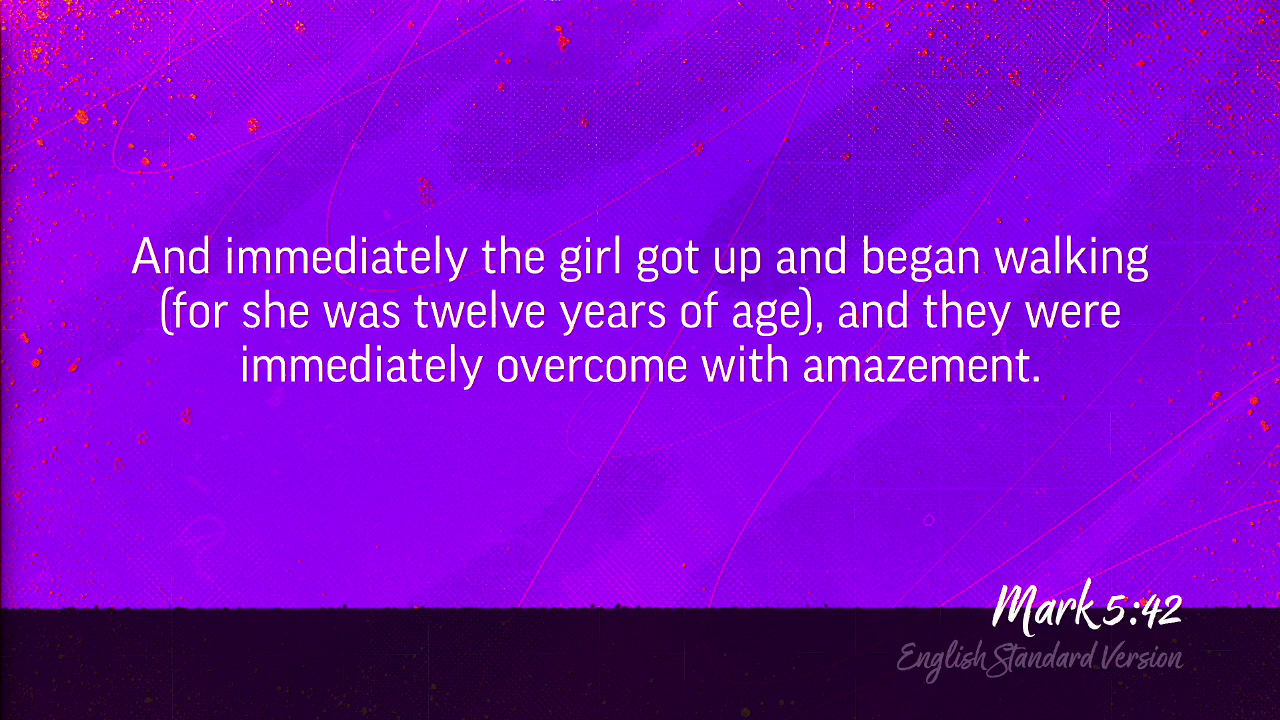 And immediately the girl got up and began walking
(for she was twelve years of age), and they were
immediately overcome with amazement.
Mark 5:42
English Standard Version